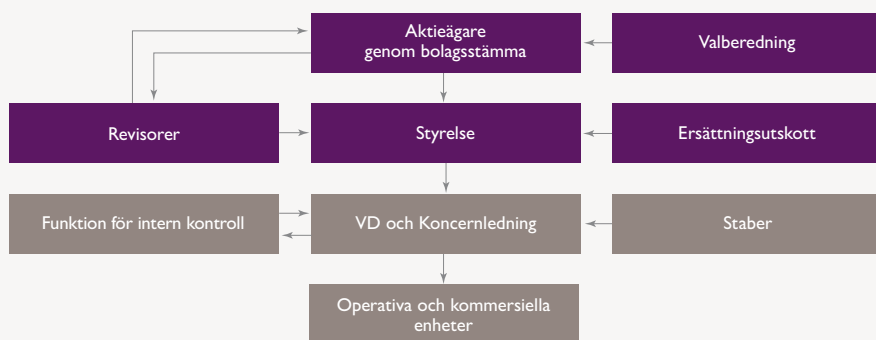 Aktieägare
genom bolagsstämma
Valberedning
Revisorer
Styrelse
Ersättningsutskott
Funktion för intern kontroll
VD och Koncernledning
Staber
Operativa och kommersiella
enheter